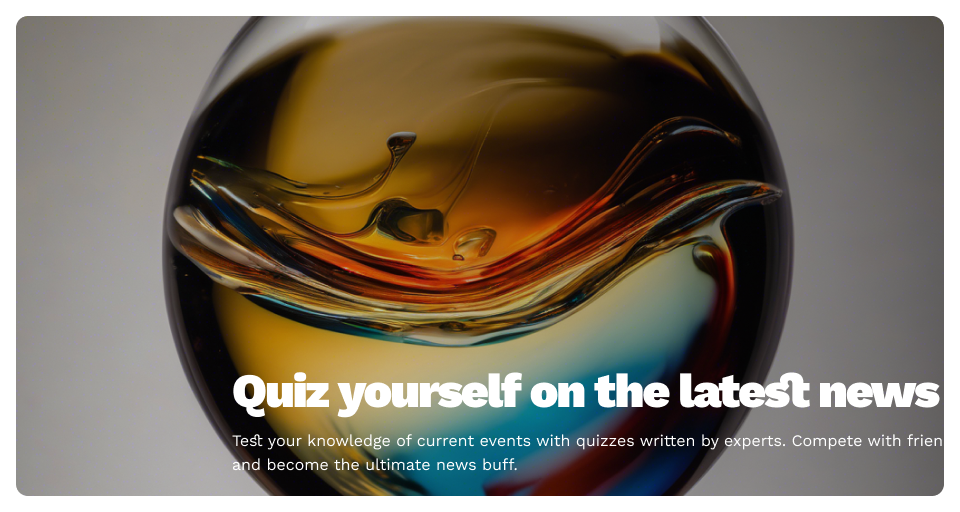 Quiz yourself on the latest news
Test your knowledge of current events with quizzes written by experts. Compete with frien
and become the ultimate news buff.